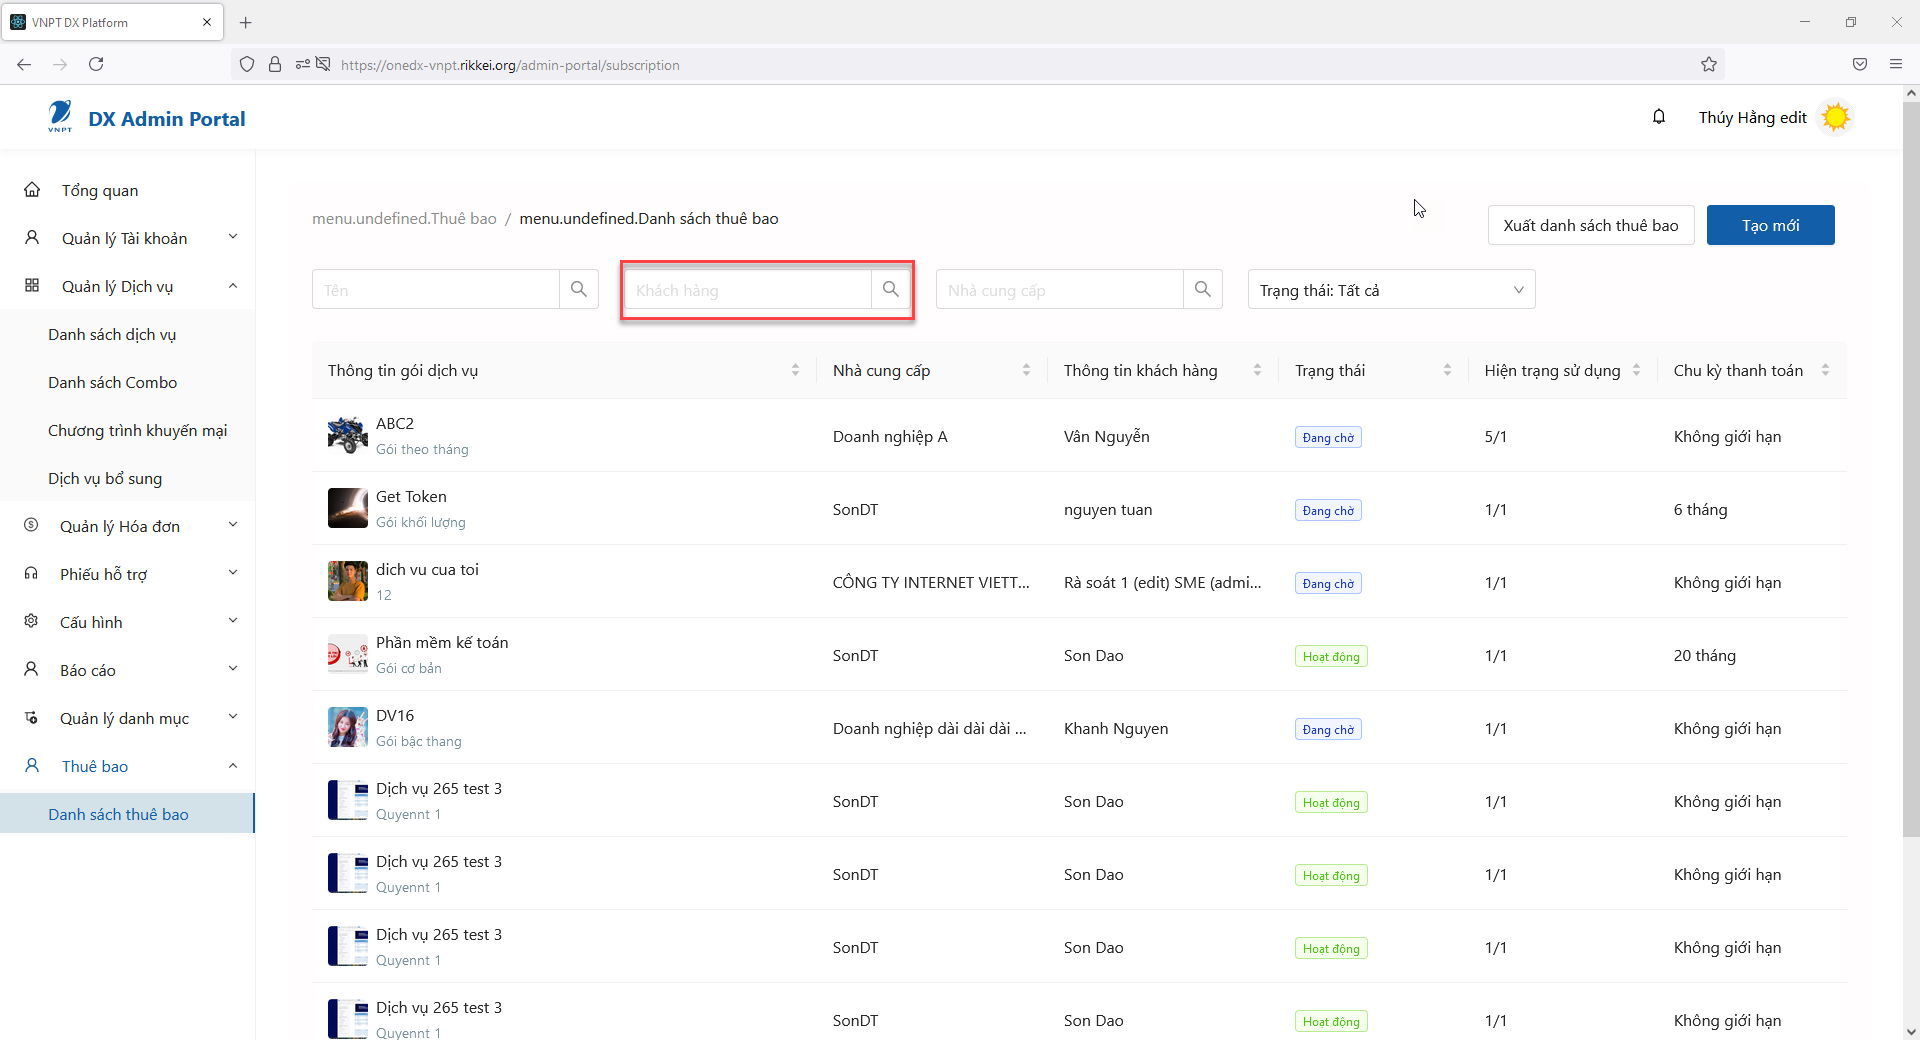 VNPT DX Platform
https://onedx-vnpt.rikkei.org/admin-portal/subscription
VNPT
DX Admin Portal
Thúy Hằng edit
Tổng quan
Quản lý Tài khoản
Quản lý Dịch vụ
Danh sách dịch vụ
Danh sách Combo
Chương trình khuyến mại
Dịch vụ bổ sung
Quản lý Hóa đơn
Phiếu hỗ trợ
Cấu hình
Báo cáo
Quản lý danh mục
Thuê bao
Danh sách thuê bao
menu.undefined.Thuê bao / menu.undefined.Danh sách thuê bao
Xuất danh sách thuê bao
Tạo mới
Tên
Khách hàng
Nhà cung cấp
Trạng thái: Tất cả
Thông tin gói dịch vụ Nhà cung cấp Thông tin khách hàng Trạng thái Hiện trạng sử dụng Chu kỳ thanh toán
ABC2
Gói theo tháng
Doanh nghiệp A Vân Nguyễn Đang chờ 5/1 Không giới hạn
Get Token
Gói khối lượng
SonDT nguyen tuan Đang chờ 1/1 6 tháng
dich vu cua toi
12
CÔNG TY INTERNET VIETT... Rà soát 1 (edit) SME (admi... Đang chờ 1/1 Không giới hạn
Phần mềm kế toán
Gói cơ bản
SonDT Son Dao Hoạt động 1/1 20 tháng
DV16
Gói bậc thang
Doanh nghiệp dài dài dài ... Khanh Nguyen Đang chờ 1/1 Không giới hạn
Dịch vụ 265 test 3
Quyennt 1
SonDT Son Dao Hoạt động 1/1 Không giới hạn
Dịch vụ 265 test 3
Quyennt 1
SonDT Son Dao Hoạt động 1/1 Không giới hạn
Dịch vụ 265 test 3
Quyennt 1
SonDT Son Dao Hoạt động 1/1 Không giới hạn
Dịch vụ 265 test 3
Quyennt 1
SonDT Son Dao Hoạt động 1/1 Không giới hạn